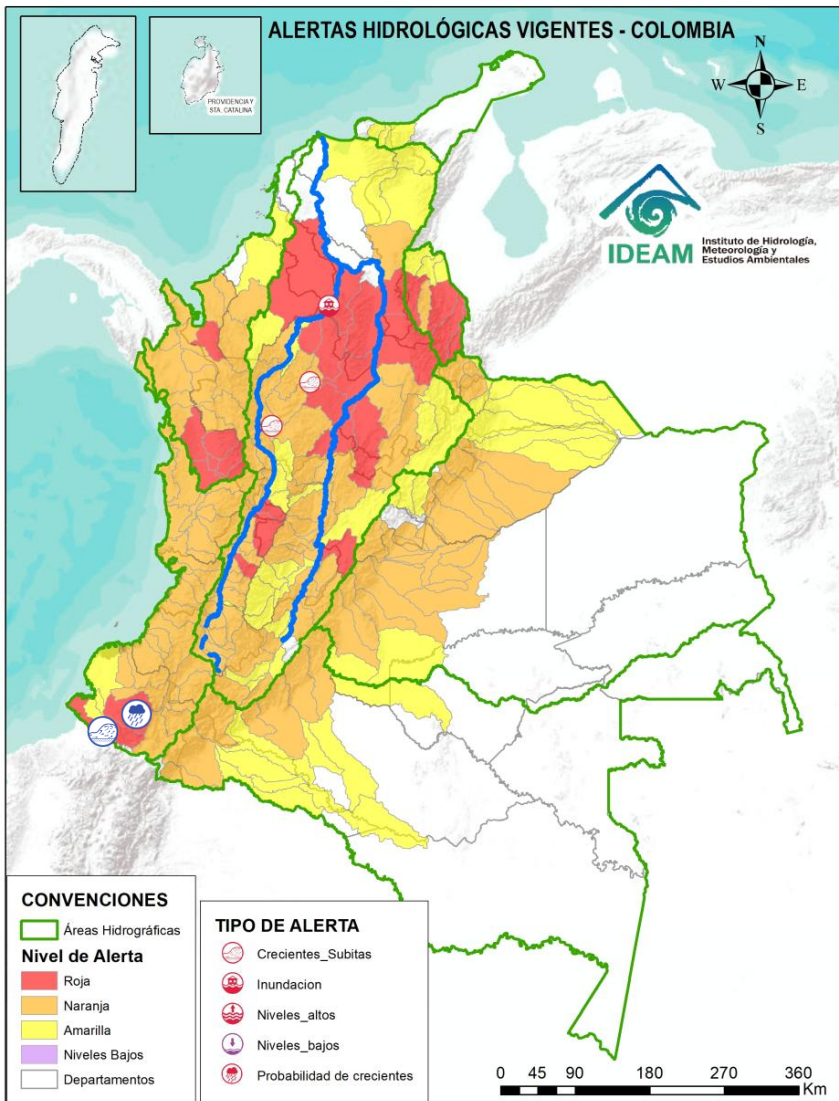 ALERTAS HIDROLÓGICAS VIGENTES - COLOMBIA
PROVIDENCIA Y
STA. CATALINA
N
W
E
S
IDEAM
Instituto de Hidrología,
Meteorología y
Estudios Ambientales
CONVENCIONES
Áreas Hidrográficas
Nivel de Alerta
Roja
Naranja
Amarilla
Niveles Bajos
Departamentos
TIPO DE ALERTA
Crecientes_Subitas
Inundacion
Niveles_altos
Niveles_bajos
Probabilidad de crecientes
0 45 90 180 270 360
Km